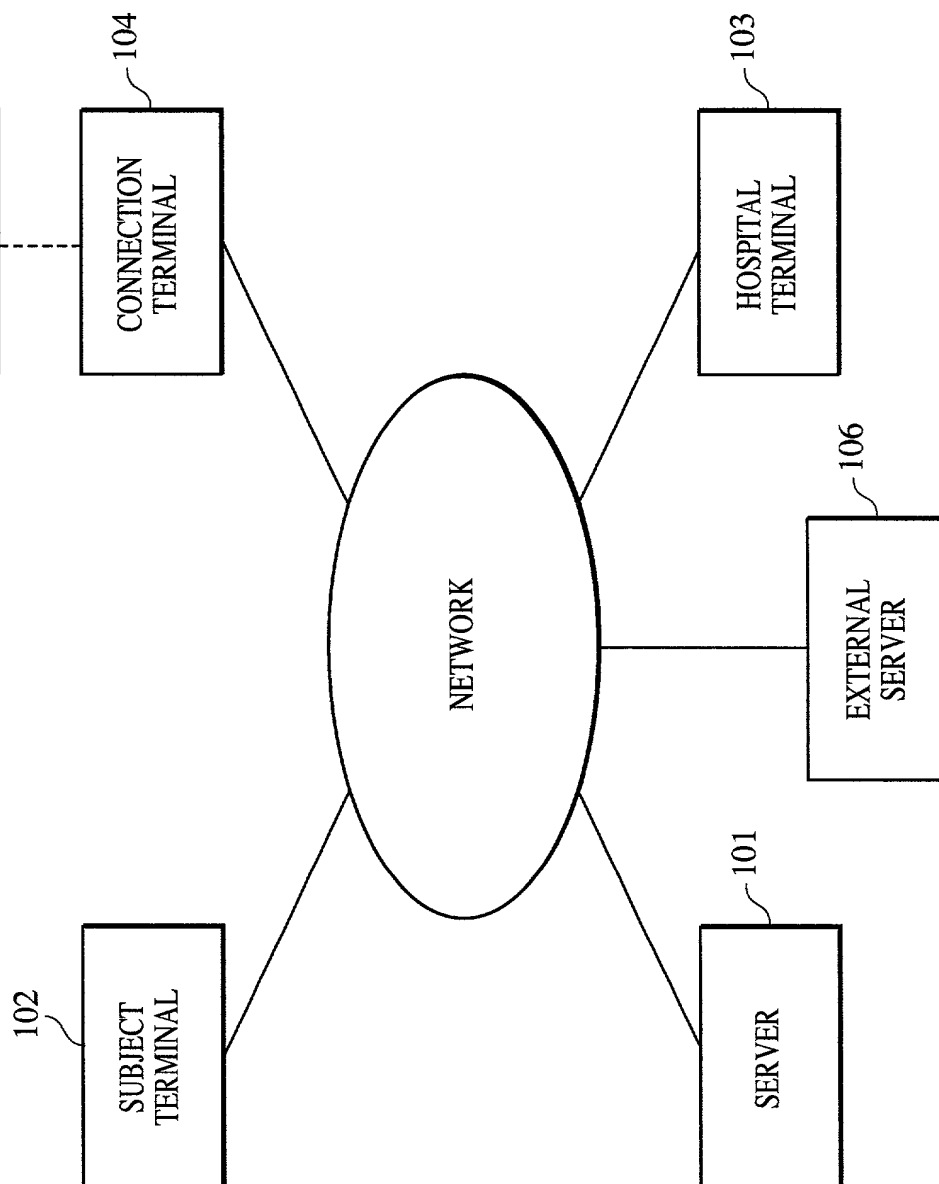 102
104
SUBJECT
TERMINAL
CONNECTION
TERMINAL
NETWORK
101
103
SERVER
HOSPITAL
TERMINAL
106
EXTERNAL
SERVER